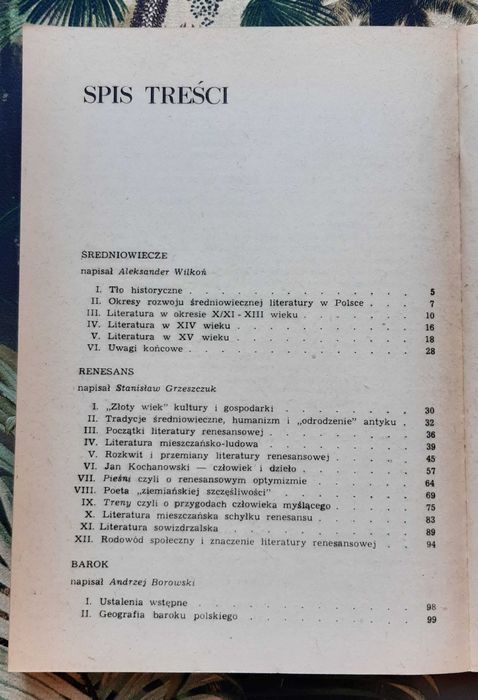 SPIS TREŚCI
ŚREDNIOWIECZE
napisał Aleksander Wilkoń
I. Tło historyczne . . . . . . . . . . 5
II. Okresy rozwoju średniowiecznej literatury w Polsce . . . 7
III. Literatura w okresie X/XI - XIII wieku . . . . . . 10
IV. Literatura w XIV wieku . . . . . . . . 16
V. Literatura w XV wieku . . . . . . . . 18
VI. Uwagi końcowe . . . . . . . . . . 28
RENESANS
napisał Stanisław Grzeszczuk
I. „Złoty wiek" kultury i gospodarki . . . . . . 30
II. Tradycje średniowieczne, humanizm i „odrodzenie" antyku . 32
III. Początki literatury renesansowej . . . . . . . 36
IV. Literatura mieszczańsko-ludowa . . . . . . . 39
V. Rozkwit i przemiany literatury renesansowej . . . . 45
VI. Jan Kochanowski — człowiek i dzieło . . . . . 57
VII. Pieśni czyli o renesansowym optymizmie . . . . . 64
VIII. Poeta „ziemiańskiej szczęśliwości" . . . . . . 69
IX. Treny czyli o przygodach człowieka myślącego . . . . 75
X. Literatura mieszczańska schyłku renesansu . . . . 83
XI. Literatura sowizdrzalska . . . . . . . . 89
XII. Rodowód społeczny i znaczenie literatury renesansowej . . 94
BAROK
napisał Andrzej Borowski
I. Ustalenia wstępne . . . . . . . . . 98
II. Geografia baroku polskiego . . . . . . . . 99